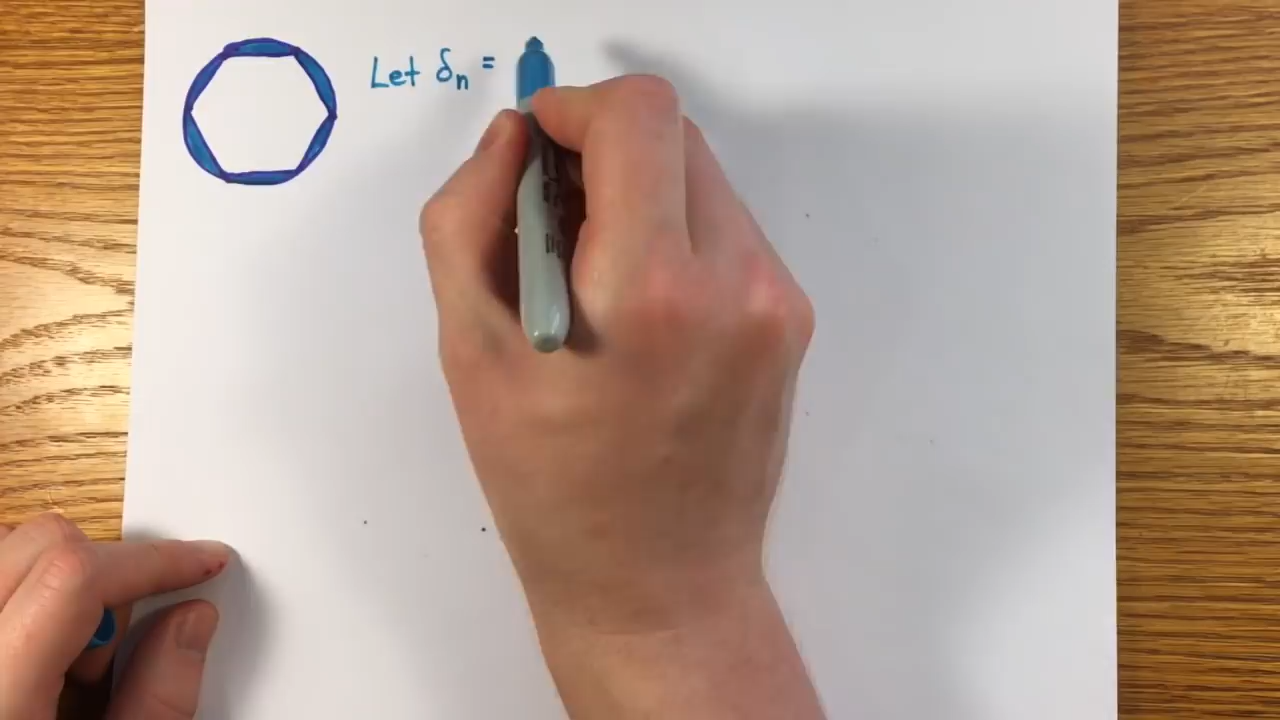 Let δₙ =